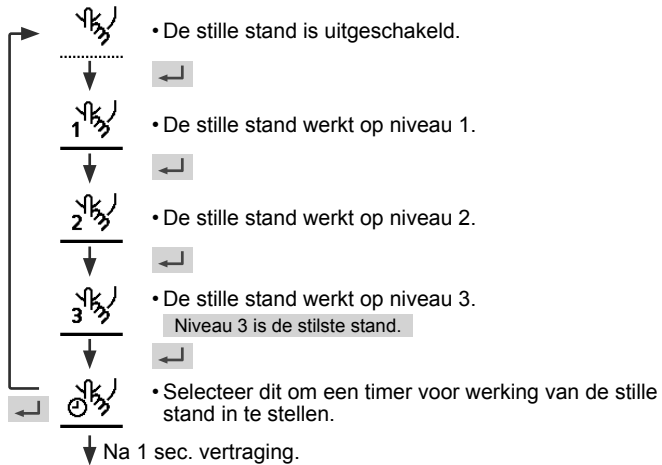 • De stille stand is uitgeschakeld.
1
• De stille stand werkt op niveau 1.
2
• De stille stand werkt op niveau 2.
3
• De stille stand werkt op niveau 3.
Niveau 3 is de stilste stand.
• Selecteer dit om een timer voor werking van de stille
stand in te stellen.
Na 1 sec. vertraging.